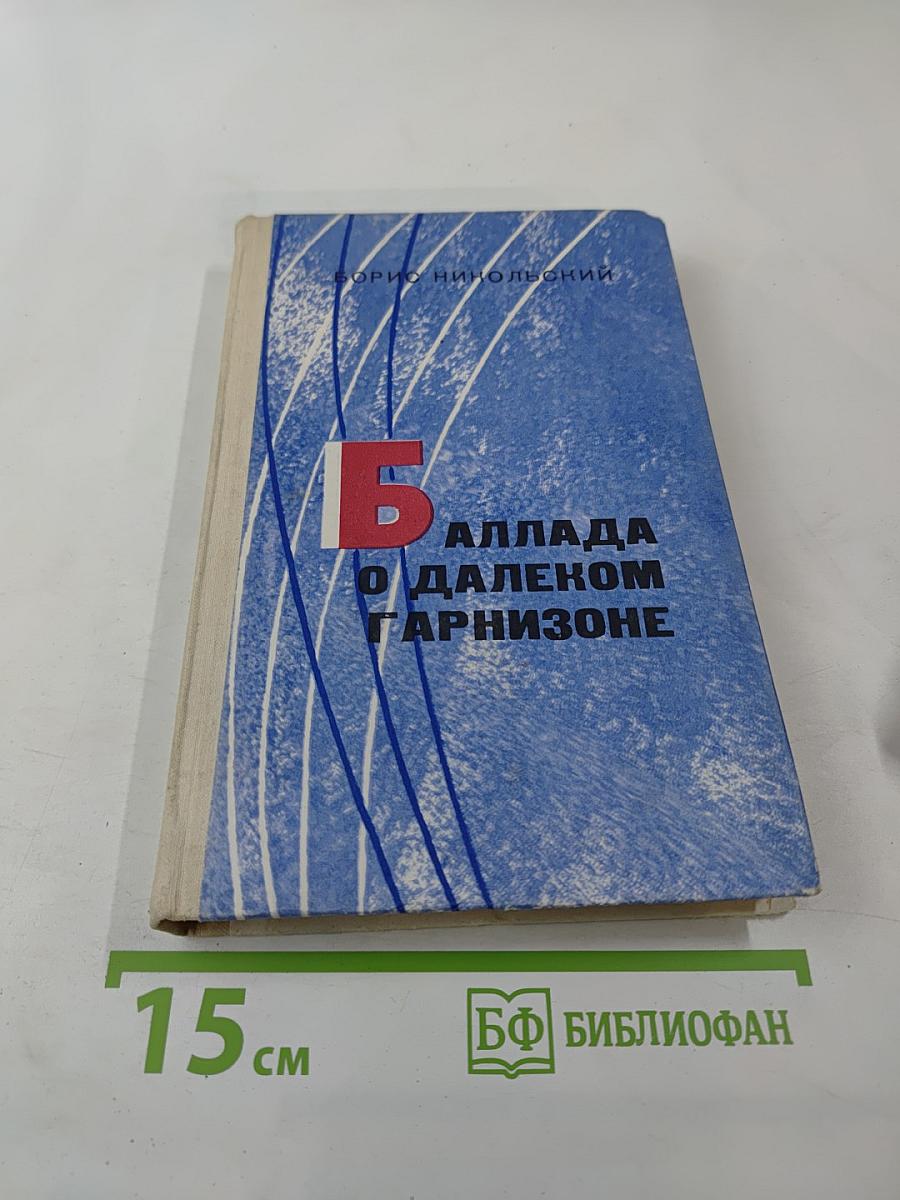 БОРИС НИКОЛЬСКИЙ
БАЛЛАДА
О ДАЛЕКОМ
ГАРНИЗОНЕ
15 см
БФ БИБЛИОФАН